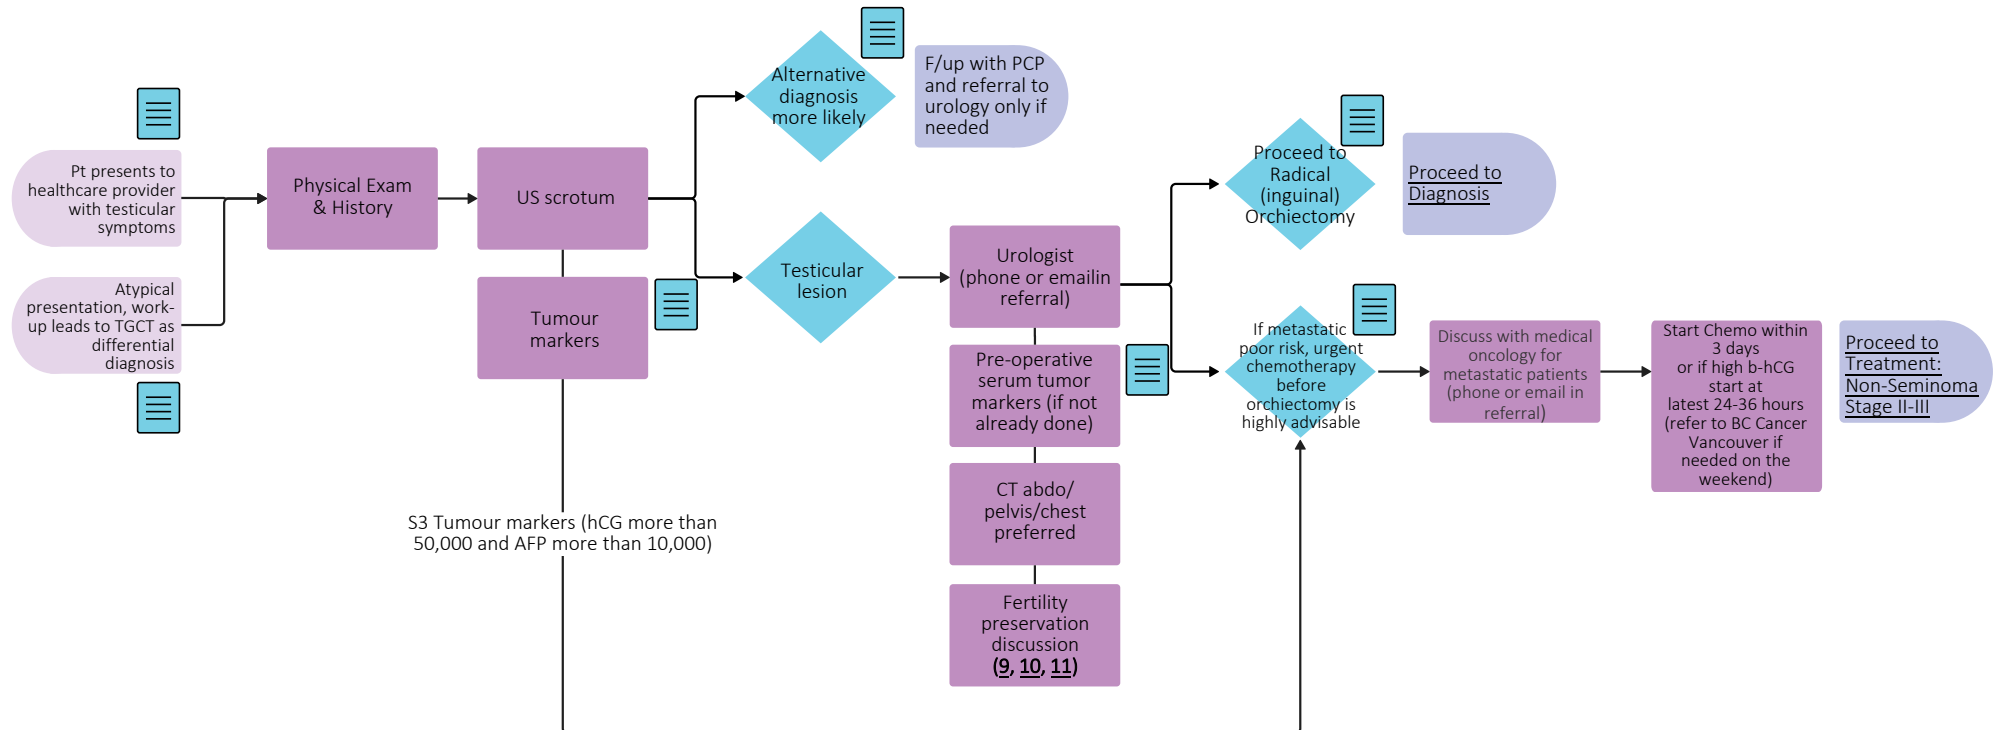 Pt presents to
healthcare provider
with testicular
symptoms
Atypical
presentation, work-
up leads to TGCT as
differential
diagnosis
Physical Exam
& History
US scrotum
Tumour
markers
S3 Tumour markers (hCG more than
50,000 and AFP more than 10,000)
Alternative
diagnosis
more likely
F/up with PCP
and referral to
urology only if
needed
Testicular
lesion
Urologist
(phone or emailin
referral)
Pre-operative
serum tumor
markers (if not
already done)
CT abdo/
pelvis/chest
preferred
Fertility
preservation
discussion
(9, 10, 11)
Proceed to
Radical
(inguinal)
Orchiectomy
Proceed to
Diagnosis
If metastatic
poor risk, urgent
chemotherapy
before
orchiectomy is
highly advisable
Discuss with medical
oncology for
metastatic patients
(phone or email in
referral)
Start Chemo within
3 days
or if high b-hCG
start at
latest 24-36 hours
(refer to BC Cancer
Vancouver if
needed on the
weekend)
Proceed to
Treatment:
Non-Seminoma
Stage II-III